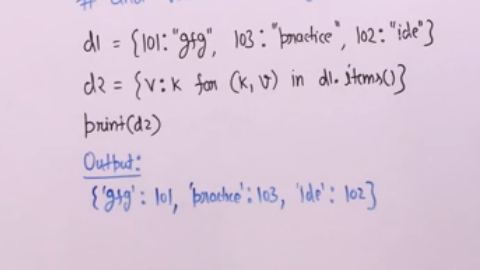 # and
d1 = {101:"gfg", 103:"practice", 102:"ide"}
d2 = {v:k for (k, v) in d1.items()}
print(d2)
Output:
{'gfg': 101, 'practice': 103, 'ide': 102}